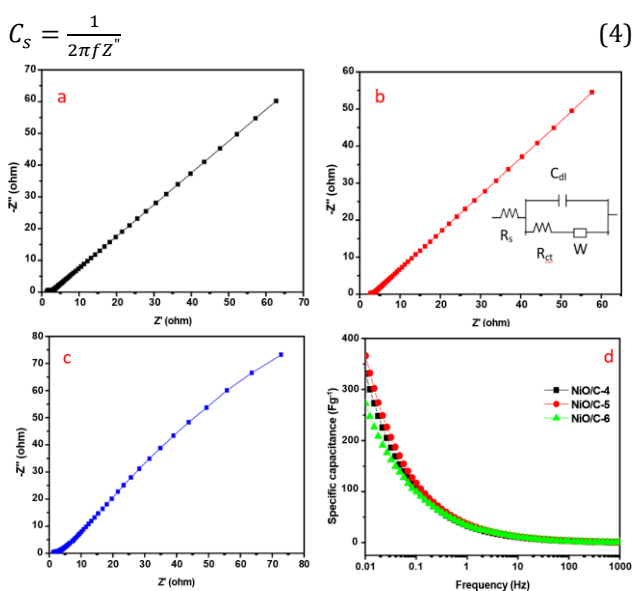 C_s = 1 / 2πfZ" (4)
a
-Z'' (ohm)
70
60
50
40
30
20
10
0
0 10 20 30 40 50 60 70
Z' (ohm)
b
-Z'' (ohm)
60
50
40
30
20
10
0
0 10 20 30 40 50 60
Z' (ohm)
C_dl
R_s
R_ct
W
c
-Z'' (ohm)
80
70
60
50
40
30
20
10
0
0 20 40 60 80
Z' (ohm)
d
Specific capacitance (Fg⁻¹)
400
300
200
100
0
0.01 0.1 1 10 100 1000
Frequency (Hz)
NiO/C-4
NiO/C-5
NiO/C-6